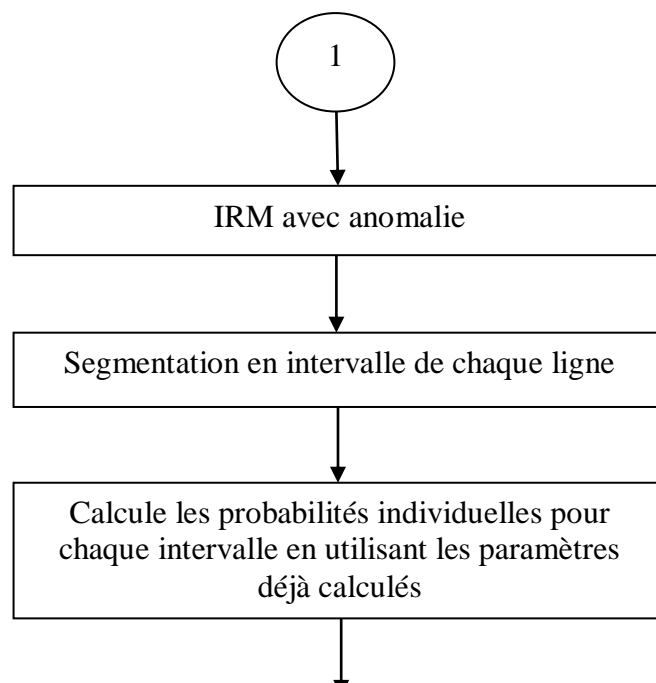 1
IRM avec anomalie
Segmentation en intervalle de chaque ligne
Calcule les probabilités individuelles pour
chaque intervalle en utilisant les paramètres
déjà calculés